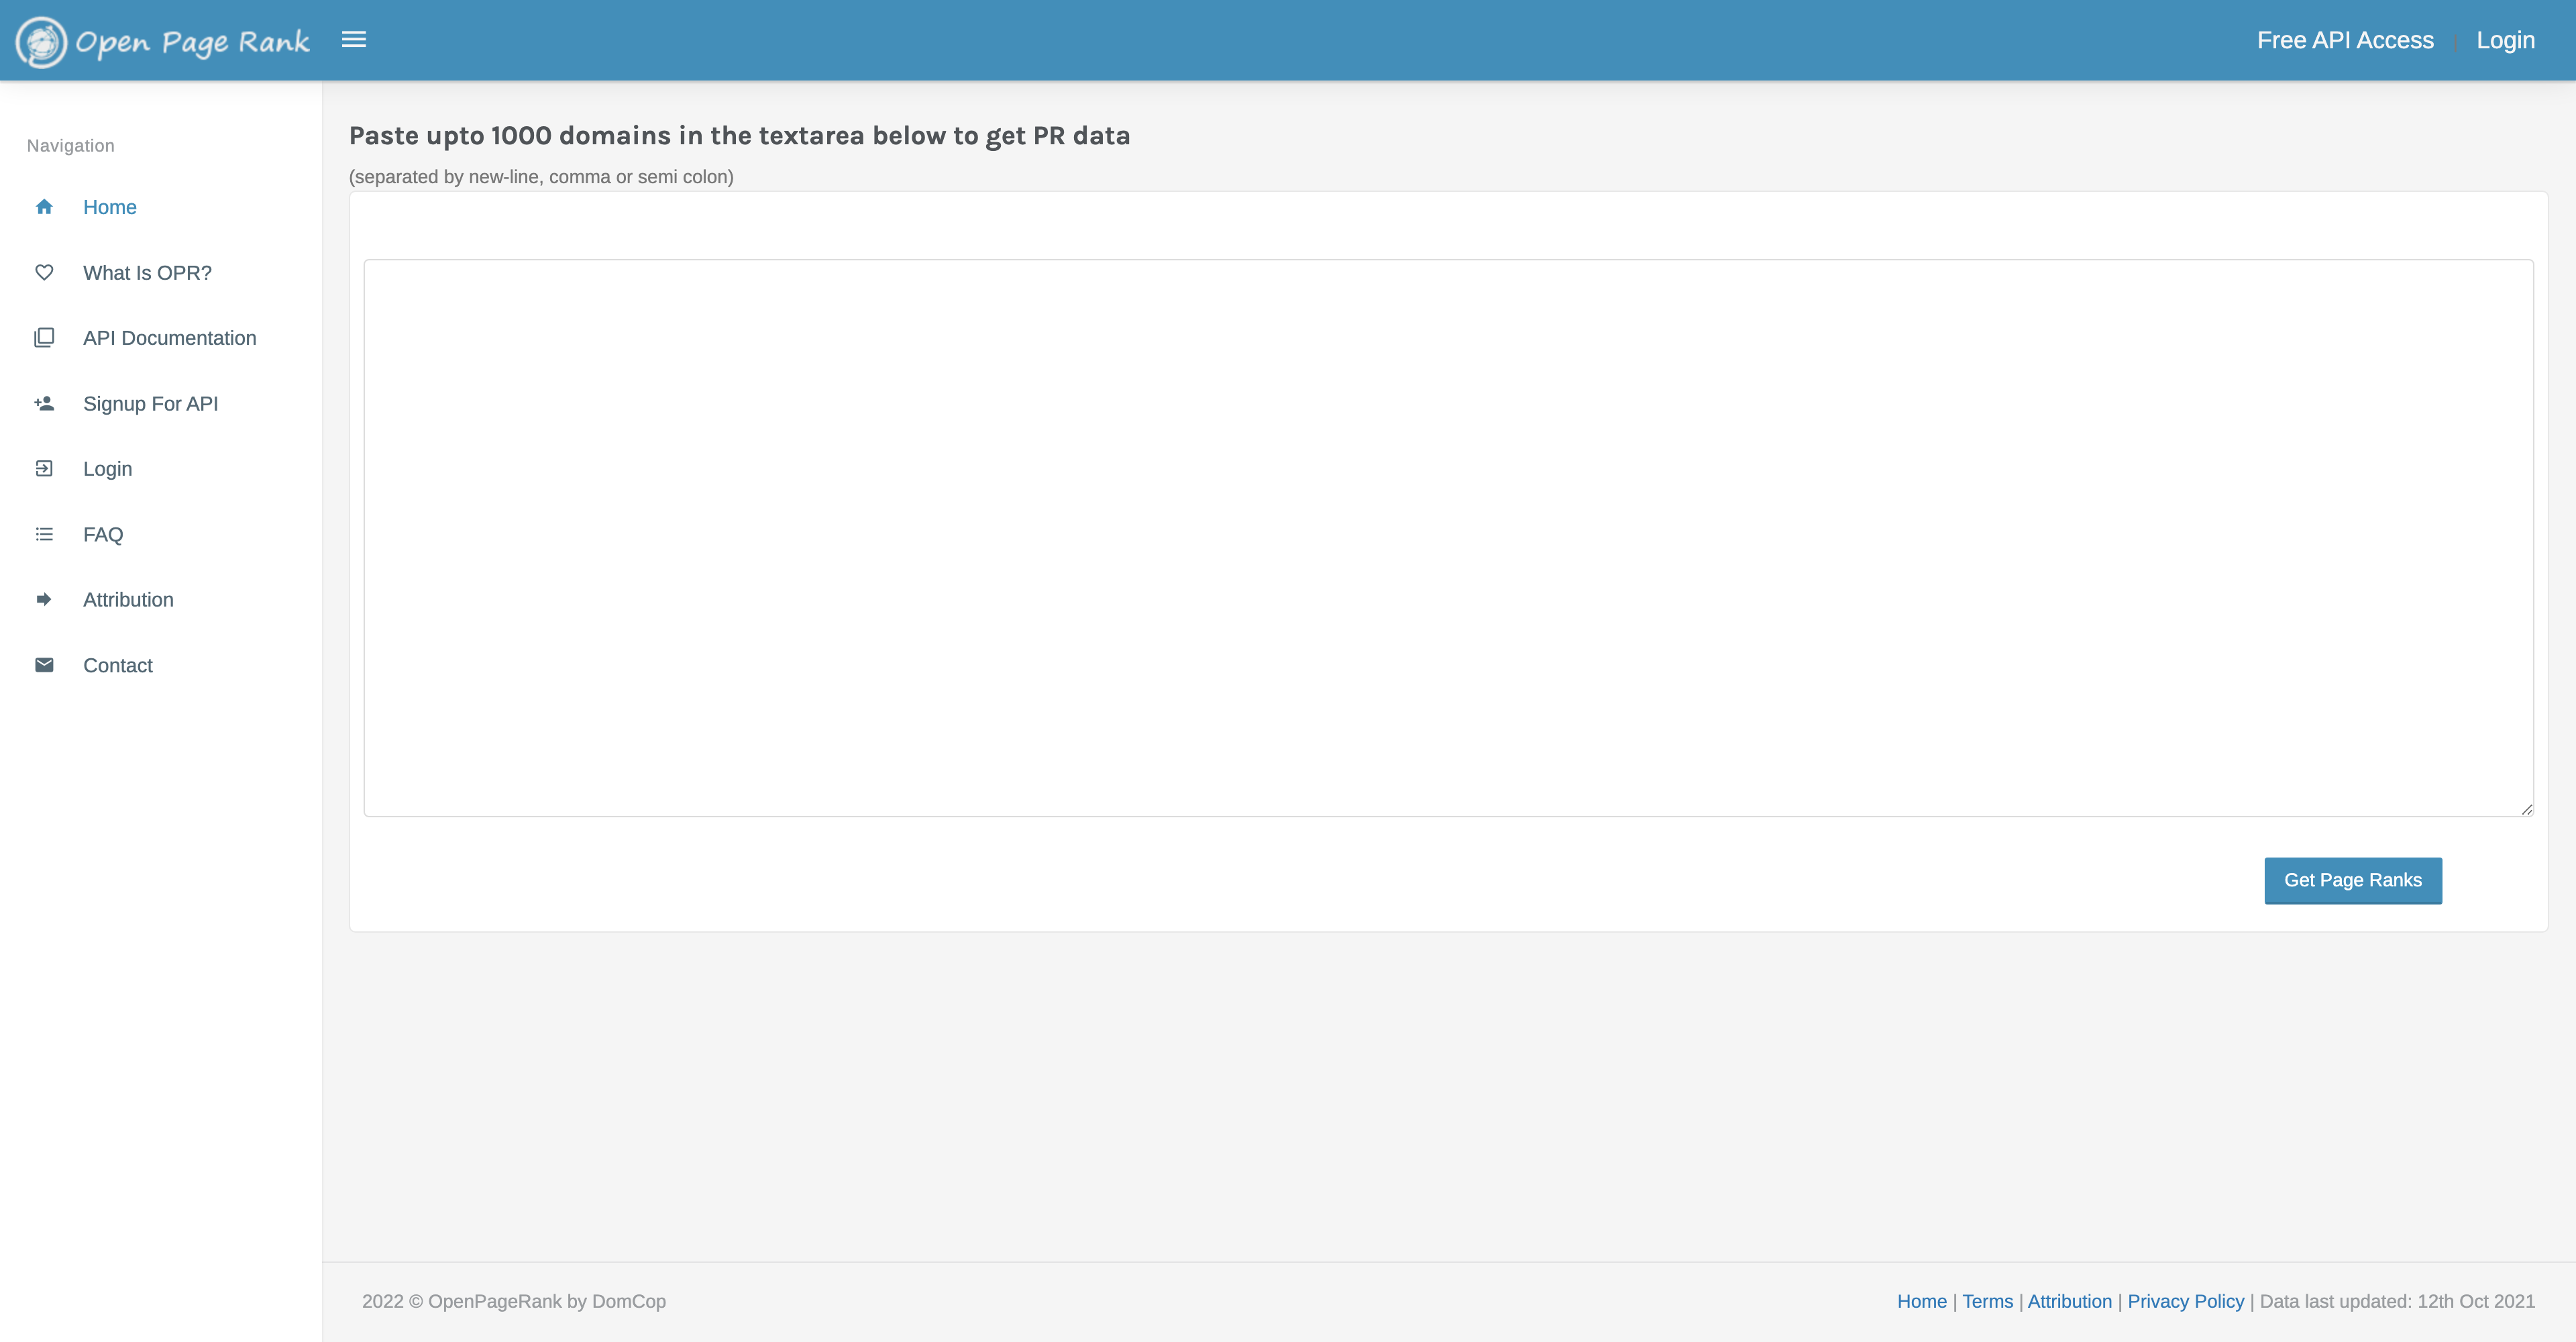 Open Page Rank
Free API Access | Login
Navigation
Home
What Is OPR?
API Documentation
Signup For API
Login
FAQ
Attribution
Contact
Paste upto 1000 domains in the textarea below to get PR data
(separated by new-line, comma or semi colon)
Get Page Ranks
2022 © OpenPageRank by DomCop
Home | Terms | Attribution | Privacy Policy | Data last updated: 12th Oct 2021